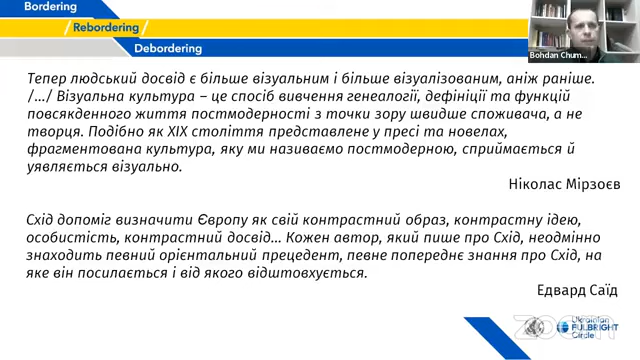 Bordering
Rebordering
Debordering
Bohdan Chum...
Тепер людський досвід є більше візуальним і більше візуалізованим, аніж раніше.
/.../ Візуальна культура – це спосіб вивчення генеалогії, дефініції та функцій
повсякденного життя постмодерності з точки зору швидше споживача, а не
творця. Подібно як XIX століття представлене у пресі та новелах,
фрагментована культура, яку ми називаємо постмодерною, сприймається й
уявляється візуально.
Ніколас Мірзоєв
Схід допоміг визначити Європу як свій контрастний образ, контрастну ідею,
особистість, контрастний досвід... Кожен автор, який пише про Схід, неодмінно
знаходить певний орієнтальний прецедент, певне попереднє знання про Схід, на
яке він посилається і від якого відштовхується.
Едвард Саїд
zoom
Ukrainian
FULBRIGHT
Circle